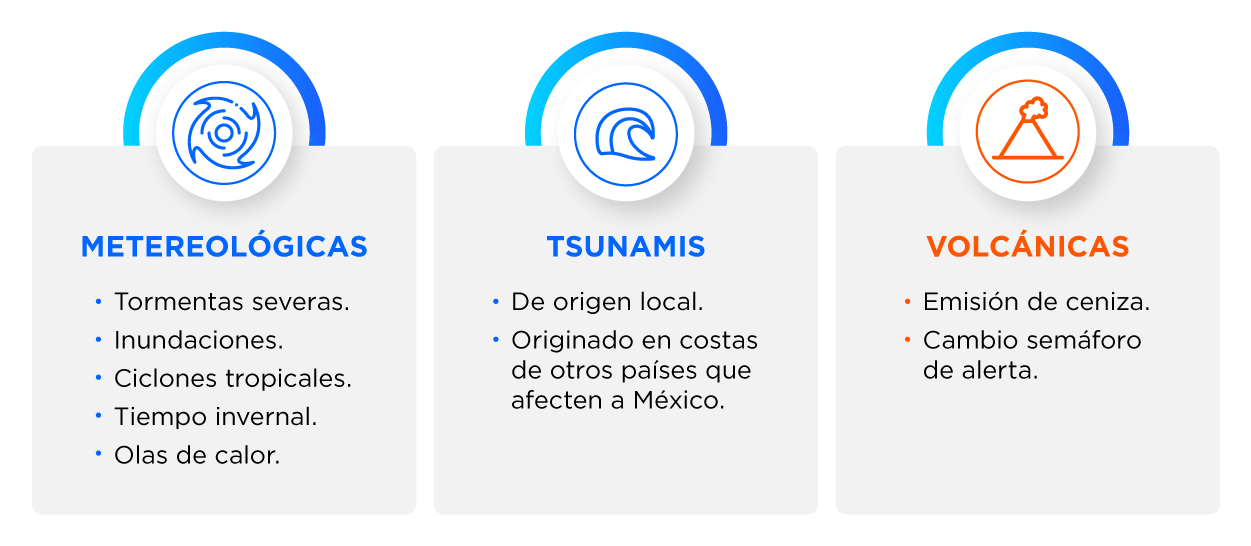 METEREOLÓGICAS
• Tormentas severas.
• Inundaciones.
• Ciclones tropicales.
• Tiempo invernal.
• Olas de calor.
TSUNAMIS
• De origen local.
• Originado en costas
de otros países que
afecten a México.
VOLCÁNICAS
• Emisión de ceniza.
• Cambio semáforo
de alerta.